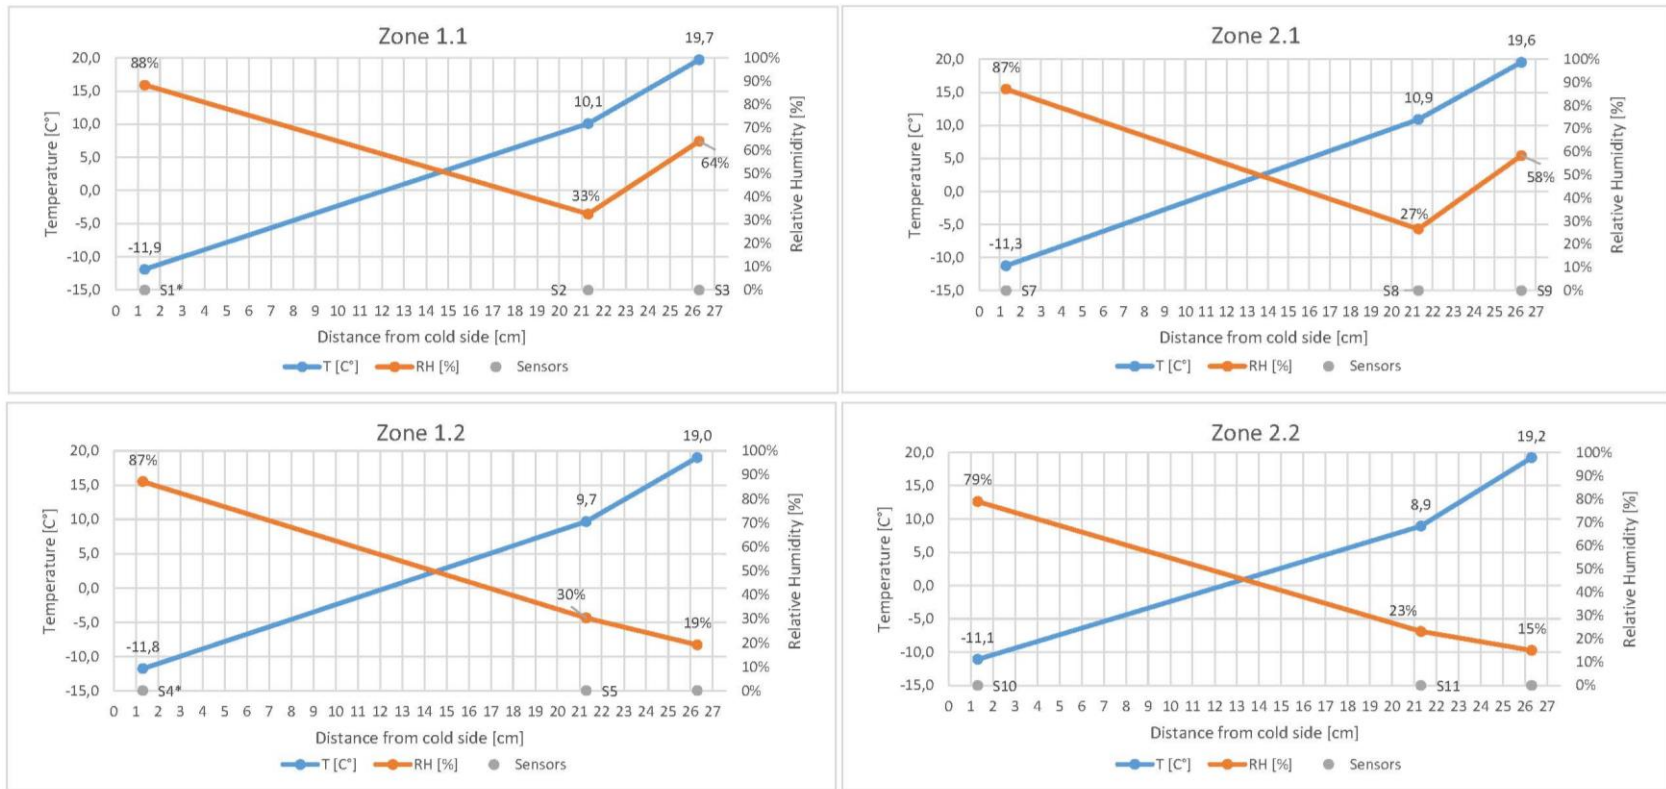 Zone 1.1
19,7
20,0
15,0
10,0
5,0
0,0
-5,0
-10,0
-15,0
Temperature [C°]
88%
10,1
64%
33%
-11,9
S1*
S2
S3
100%
90%
80%
70%
60%
50%
40%
30%
20%
10%
0%
Relative Humidity [%]
0 1 2 3 4 5 6 7 8 9 10 11 12 13 14 15 16 17 18 19 20 21 22 23 24 25 26 27
Distance from cold side [cm]
T [C°] RH [%] Sensors
Zone 2.1
19,6
20,0
15,0
10,0
5,0
0,0
-5,0
-10,0
-15,0
Temperature [C°]
87%
10,9
58%
27%
-11,3
S7
S8
S9
100%
90%
80%
70%
60%
50%
40%
30%
20%
10%
0%
Relative Humidity [%]
0 1 2 3 4 5 6 7 8 9 10 11 12 13 14 15 16 17 18 19 20 21 22 23 24 25 26 27
Distance from cold side [cm]
T [C°] RH [%] Sensors
Zone 1.2
19,0
20,0
15,0
10,0
5,0
0,0
-5,0
-10,0
-15,0
Temperature [C°]
87%
9,7
30%
19%
-11,8
S4*
S5
100%
90%
80%
70%
60%
50%
40%
30%
20%
10%
0%
Relative Humidity [%]
0 1 2 3 4 5 6 7 8 9 10 11 12 13 14 15 16 17 18 19 20 21 22 23 24 25 26 27
Distance from cold side [cm]
T [C°] RH [%] Sensors
Zone 2.2
19,2
20,0
15,0
10,0
5,0
0,0
-5,0
-10,0
-15,0
Temperature [C°]
79%
8,9
23%
15%
-11,1
S10
S11
100%
90%
80%
70%
60%
50%
40%
30%
20%
10%
0%
Relative Humidity [%]
0 1 2 3 4 5 6 7 8 9 10 11 12 13 14 15 16 17 18 19 20 21 22 23 24 25 26 27
Distance from cold side [cm]
T [C°] RH [%] Sensors